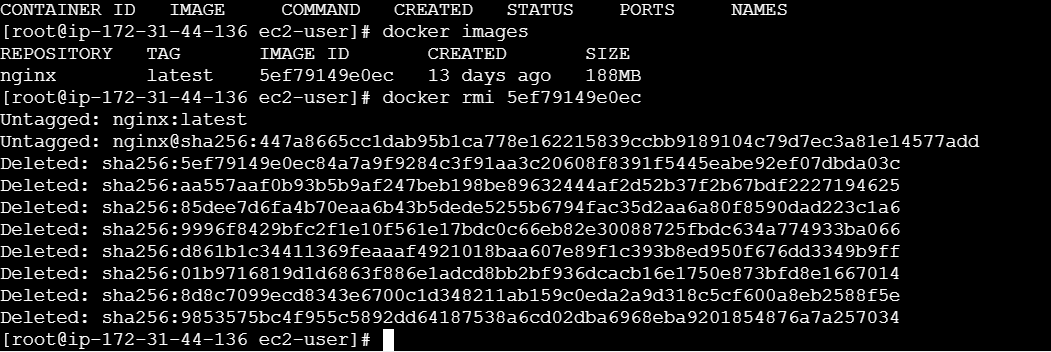 CONTAINER ID   IMAGE     COMMAND   CREATED   STATUS    PORTS     NAMES
[root@ip-172-31-44-136 ec2-user]# docker images
REPOSITORY   TAG       IMAGE ID       CREATED       SIZE
nginx        latest    5ef79149e0ec   13 days ago   188MB
[root@ip-172-31-44-136 ec2-user]# docker rmi 5ef79149e0ec
Untagged: nginx:latest
Untagged: nginx@sha256:447a8665cc1dab95b1ca778e162215839ccbb9189104c79d7ec3a81e14577add
Deleted: sha256:5ef79149e0ec84a7a9f9284c3f91aa3c20608f8391f5445eabe92ef07dbda03c
Deleted: sha256:aa557aaf0b93b5b9af247beb198be89632444af2d52b37f2b67bdf2227194625
Deleted: sha256:85dee7d6fa4b70eaa6b43b5dede5255b6794fac35d2aa6a80f8590dad223c1a6
Deleted: sha256:9996f8429bfc2f1e10f561e17bdc0c66eb82e30088725fbdc634a774933ba066
Deleted: sha256:d861b1c34411369feaaaf4921018baa607e89f1c393b8ed950f676dd3349b9ff
Deleted: sha256:01b9716819d1d6863f886e1adcd8bb2bf936dcacb16e1750e873bfd8e1667014
Deleted: sha256:8d8c7099ecd8343e6700c1d348211ab159c0eda2a9d318c5cf600a8eb2588f5e
Deleted: sha256:9853575bc4f955c5892dd64187538a6cd02dba6968eba9201854876a7a257034
[root@ip-172-31-44-136 ec2-user]#